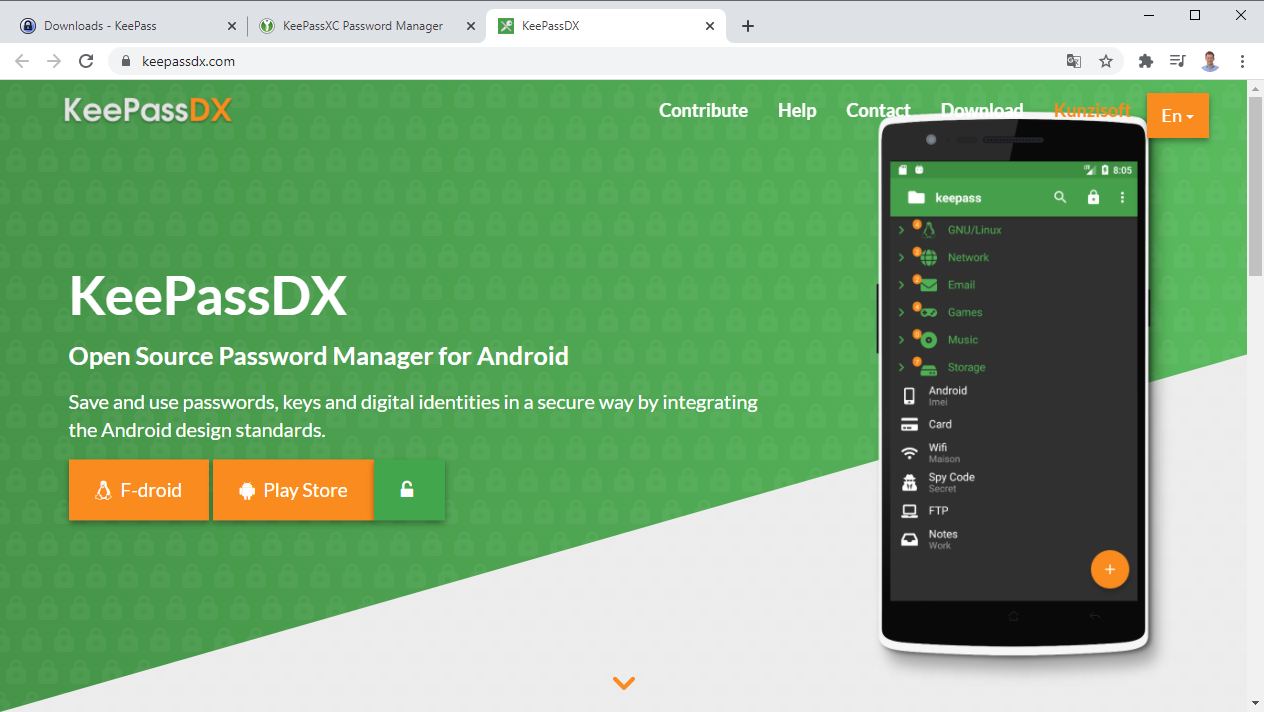 Downloads - KeePass
KeePassXC Password Manager
KeePassDX
keepassdx.com
KeePassDX
Contribute
Help
Contact
Download
Kunzisoft
En
8:05
keepass
GNU/Linux
Network
Email
Games
Music
Storage
Android
Imei
Card
Wifi
Maison
Spy Code
Secret
FTP
Notes
Work
KeePassDX
Open Source Password Manager for Android
Save and use passwords, keys and digital identities in a secure way by integrating
the Android design standards.
F-droid
Play Store